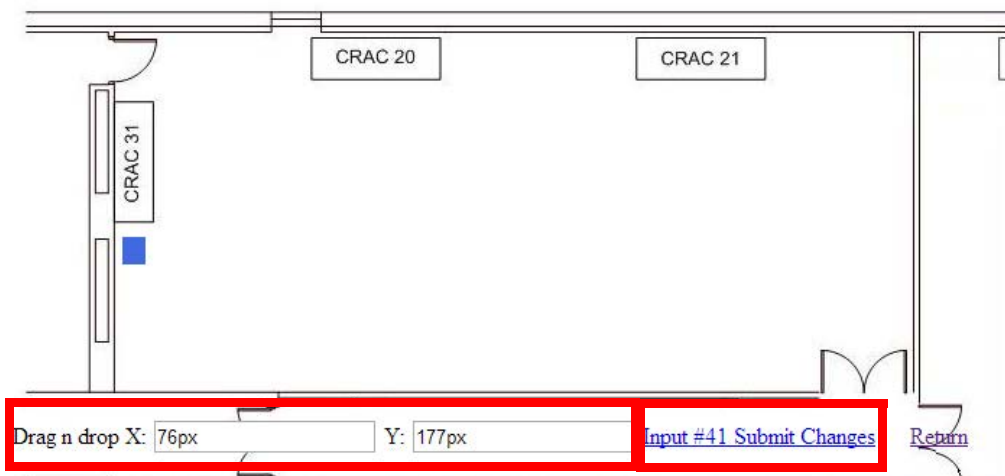 CRAC 20
CRAC 21
CRAC 31
Drag n drop X: 76px Y: 177px Input #41 Submit Changes Return